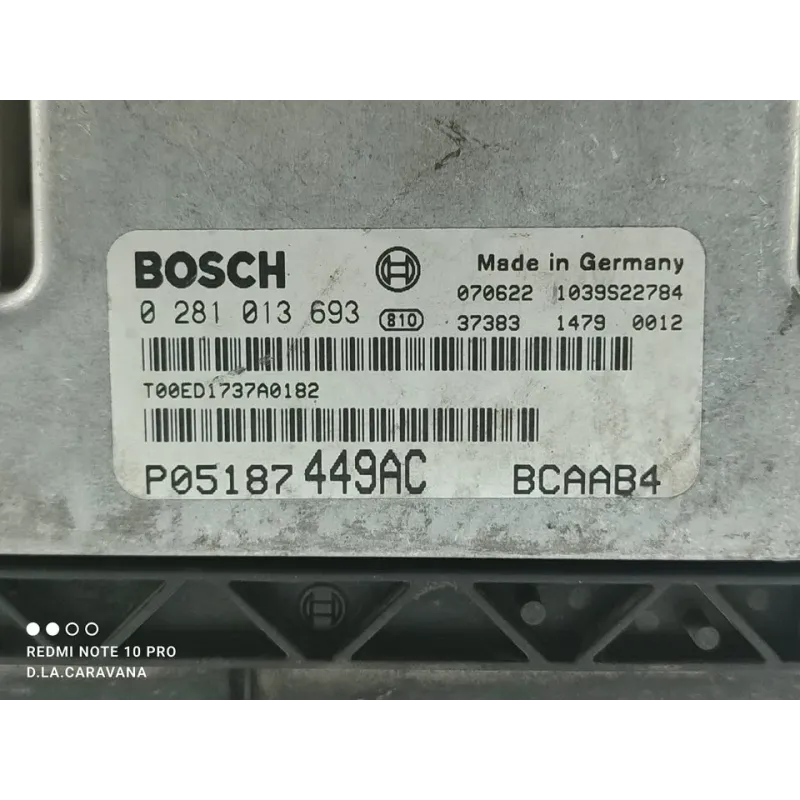 BOSCH
Made in Germany
070622 1039S22784
0 281 013 693
810
37383 1479 0012
T00ED1737A0182
P05187449AC BCAAB4
REDMI NOTE 10 PRO
D.LA.CARAVANA